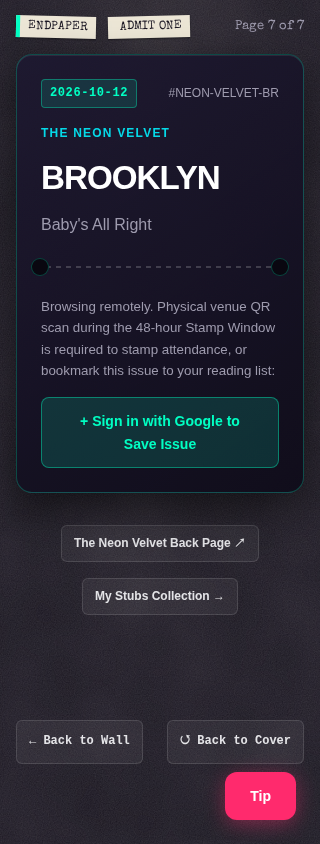 ENDPAPER
ADMIT ONE
Page 7 of 7
2026-10-12
#NEON-VELVET-BR
THE NEON VELVET
BROOKLYN
Baby's All Right
Browsing remotely. Physical venue QR
scan during the 48-hour Stamp Window
is required to stamp attendance, or
bookmark this issue to your reading list:
+ Sign in with Google to
Save Issue
The Neon Velvet Back Page ↗
My Stubs Collection →
← Back to Wall
↺ Back to Cover
Tip